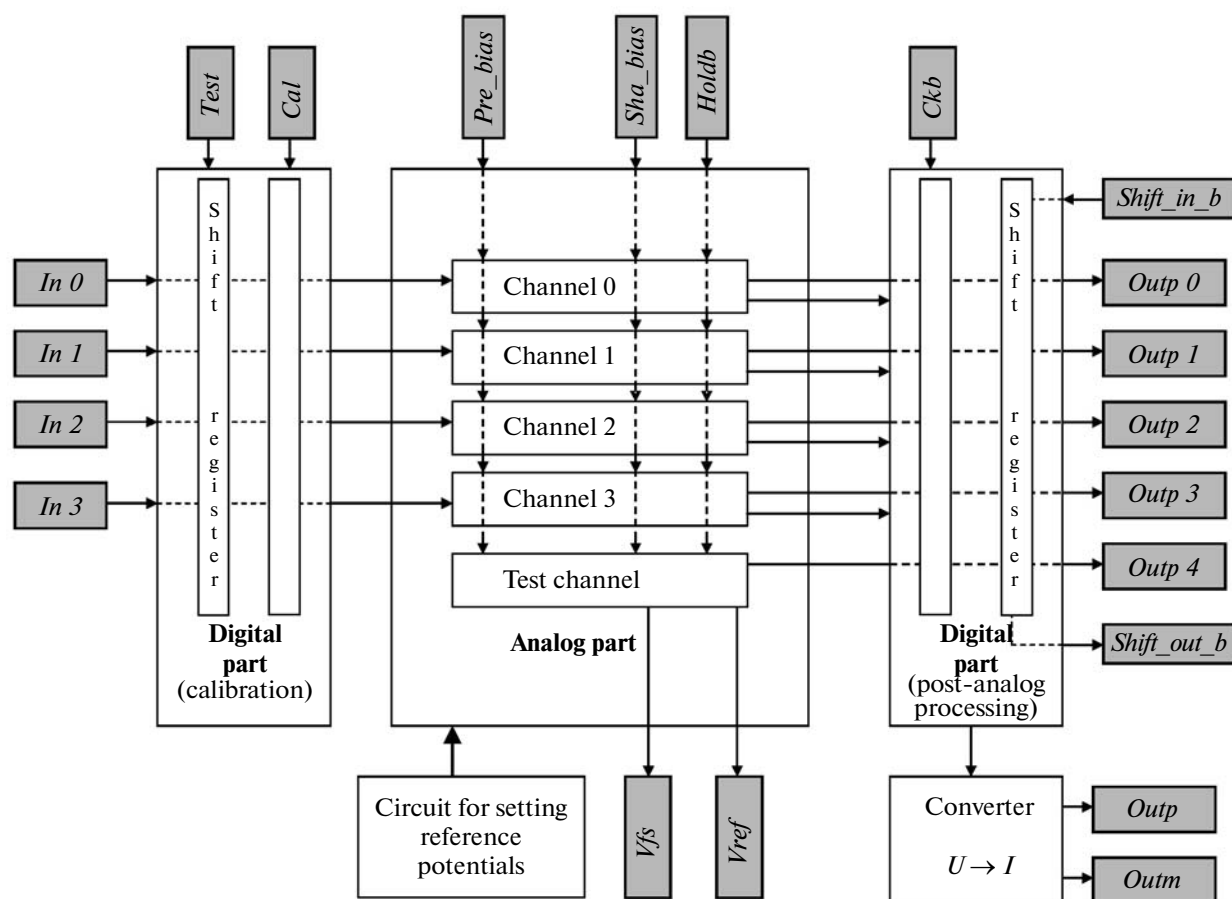 Test
Cal
Pre_bias
Sha_bias
Holdb
Ckb
Shift register
Shift register
Shift_in_b
In 0
Channel 0
Outp 0
In 1
Channel 1
Outp 1
In 2
Channel 2
Outp 2
In 3
Channel 3
Outp 3
Test channel
Outp 4
Digital
part
(calibration)
Analog part
Digital
part
(post-analog
processing)
Shift_out_b
Circuit for setting
reference
potentials
Vfs
Vref
Converter
U → I
Outp
Outm